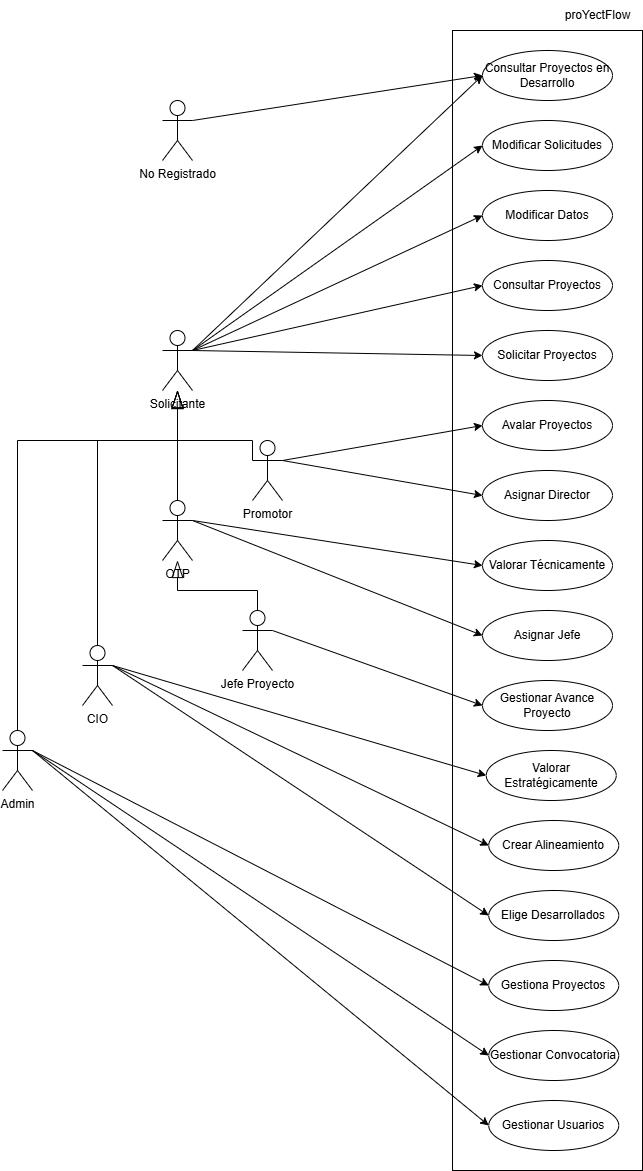 proYectFlow
Consultar Proyectos en
Desarrollo
No Registrado
Modificar Solicitudes
Modificar Datos
Consultar Proyectos
Solicitar Proyectos
Solicitante
Avalar Proyectos
Asignar Director
Promotor
Valorar Técnicamente
OTP
Asignar Jefe
Jefe Proyecto
Gestionar Avance
Proyecto
CIO
Valorar
Estratégicamente
Admin
Crear Alineamiento
Elige Desarrollados
Gestiona Proyectos
Gestionar Convocatoria
Gestionar Usuarios